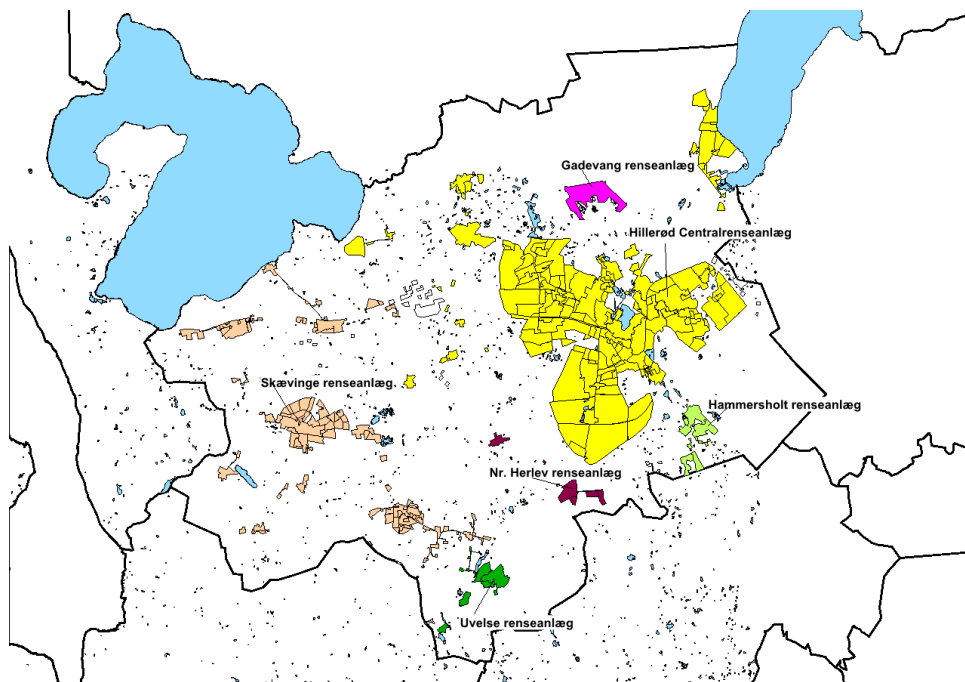 Gadevang renseanlæg
Hillerød Centralrenseanlæg
Skævinge renseanlæg
Hammersholt renseanlæg
Nr. Herlev renseanlæg
Uvelse renseanlæg